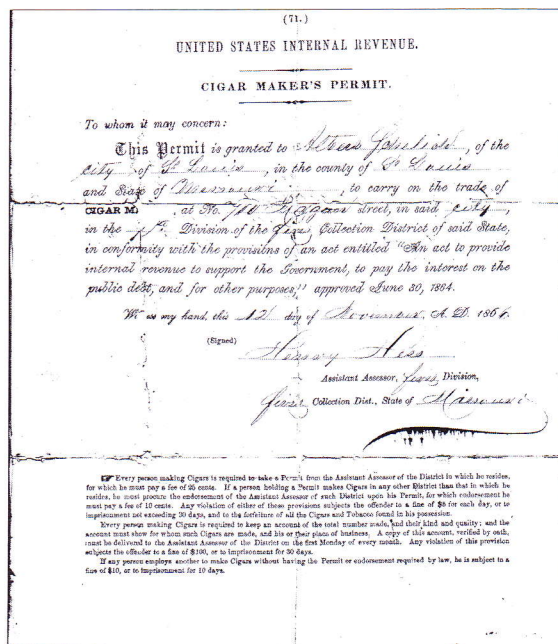 (71.)
UNITED STATES INTERNAL REVENUE.
CIGAR MAKER'S PERMIT.
To whom it may concern:
This Permit is granted to , of the
city of St Louis, in the county of St Louis
and State of Missouri, to carry on the trade of
CIGAR M , at No. street, in said city,
in the 1st. Division of the first, Collection District of said State,
in conformity with the provisilns of an act entitled "An act to provide
internal revenue to support the Government, to pay the interest on the
public debt, and for other purposes," approved June 30, 1864.
Wi ess my hand, this 12 day of November, A. D. 1866.
(Signed)
Henry Hess
Assistant Assessor, first Division,
first Collection Dist., State of Missouri
☞ Every person making Cigars is required to take a Permit from the Assistant Assessor of the District in which he resides,
for which he must pay a fee of 25 cents. If a person holding a Permit makes Cigars in any other District than that in which he
resides, he must procure the endorsement of the Assistant Assessor of such District upon his Permit, for which endorsement he
must pay a fee of 10 cents. Any violation of either of these provisions subjects the offender to a fine of $5 for each day, or to
imprisonment not exceeding 30 days, and to the forfeiture of all the Cigars and Tobacco found in his possession.
Every person making Cigars is required to keep an account of the total number made, and their kind and quality; and the
account must show for whom such Cigars are made, and his or their place of business. A copy of this account, verified by oath,
must be delivered to the Assistant Assessor of the District on the first Monday of every month. Any violation of this provision
subjects the offender to a fine of $100, or to imprisonment for 30 days.
If any person employs another to make Cigars without having the Permit or endorsement required by law, he is subject to a
fine of $10, or to imprisonment for 10 days.